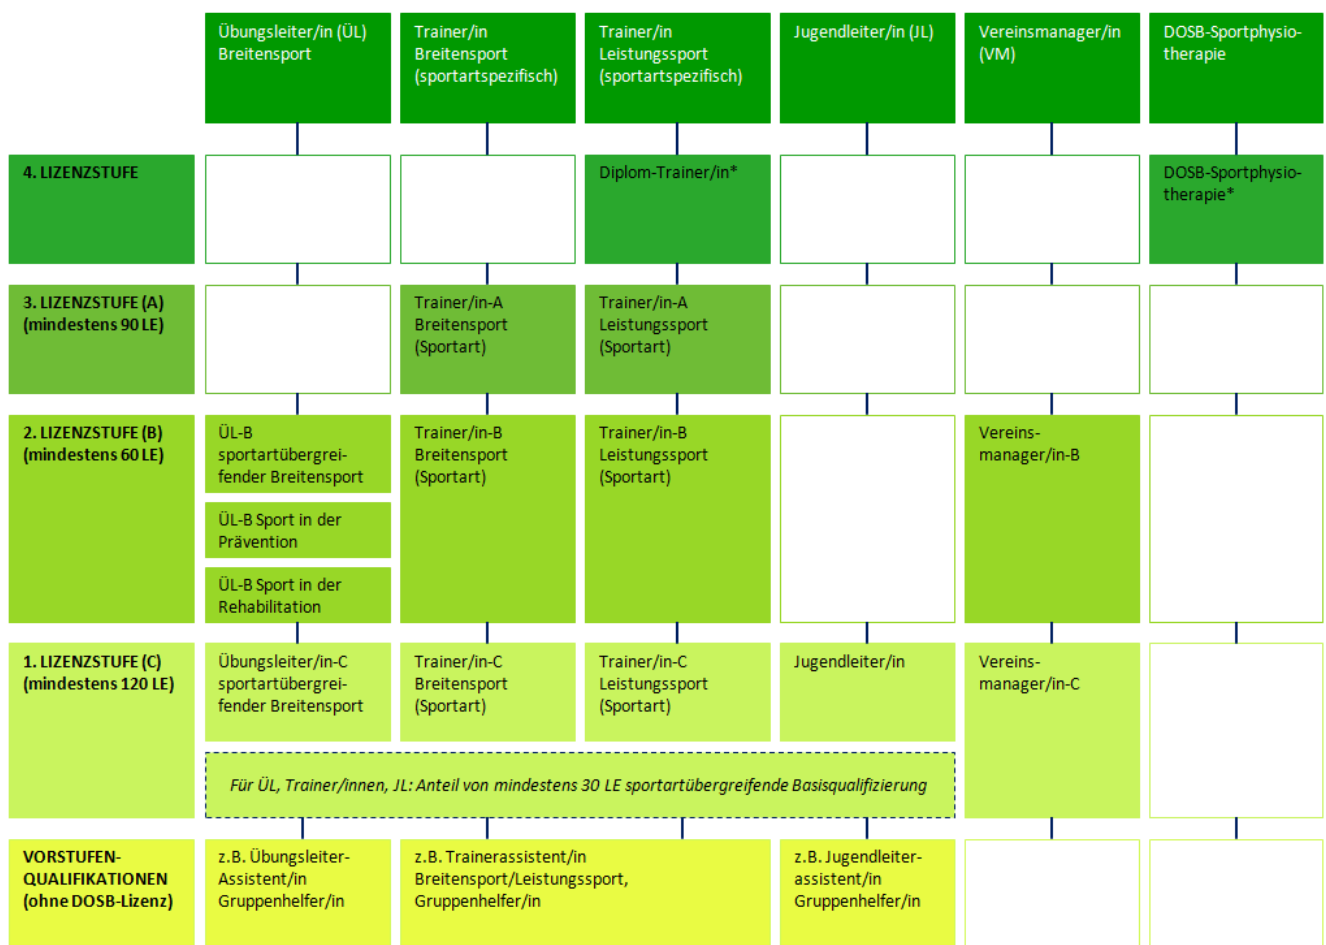 Übungsleiter/in (ÜL)
Breitensport
Trainer/in
Breitensport
(sportartspezifisch)
Trainer/in
Leistungssport
(sportartspezifisch)
Jugendleiter/in (JL)
Vereinsmanager/in
(VM)
DOSB-Sportphysio-
therapie
4. LIZENZSTUFE
Diplom-Trainer/in*
DOSB-Sportphysio-
therapie*
3. LIZENZSTUFE (A)
(mindestens 90 LE)
Trainer/in-A
Breitensport
(Sportart)
Trainer/in-A
Leistungssport
(Sportart)
2. LIZENZSTUFE (B)
(mindestens 60 LE)
ÜL-B
sportartübergrei-
fender Breitensport
ÜL-B Sport in der
Prävention
ÜL-B Sport in der
Rehabilitation
Trainer/in-B
Breitensport
(Sportart)
Trainer/in-B
Leistungssport
(Sportart)
Vereins-
manager/in-B
1. LIZENZSTUFE (C)
(mindestens 120 LE)
Übungsleiter/in-C
sportartübergrei-
fender Breitensport
Trainer/in-C
Breitensport
(Sportart)
Trainer/in-C
Leistungssport
(Sportart)
Jugendleiter/in
Vereins-
manager/in-C
Für ÜL, Trainer/innen, JL: Anteil von mindestens 30 LE sportartübergreifende Basisqualifizierung
VORSTUFEN-
QUALIFIKATIONEN
(ohne DOSB-Lizenz)
z.B. Übungsleiter-
Assistent/in
Gruppenhelfer/in
z.B. Trainerassistent/in
Breitensport/Leistungssport,
Gruppenhelfer/in
z.B. Jugendleiter-
assistent/in
Gruppenhelfer/in